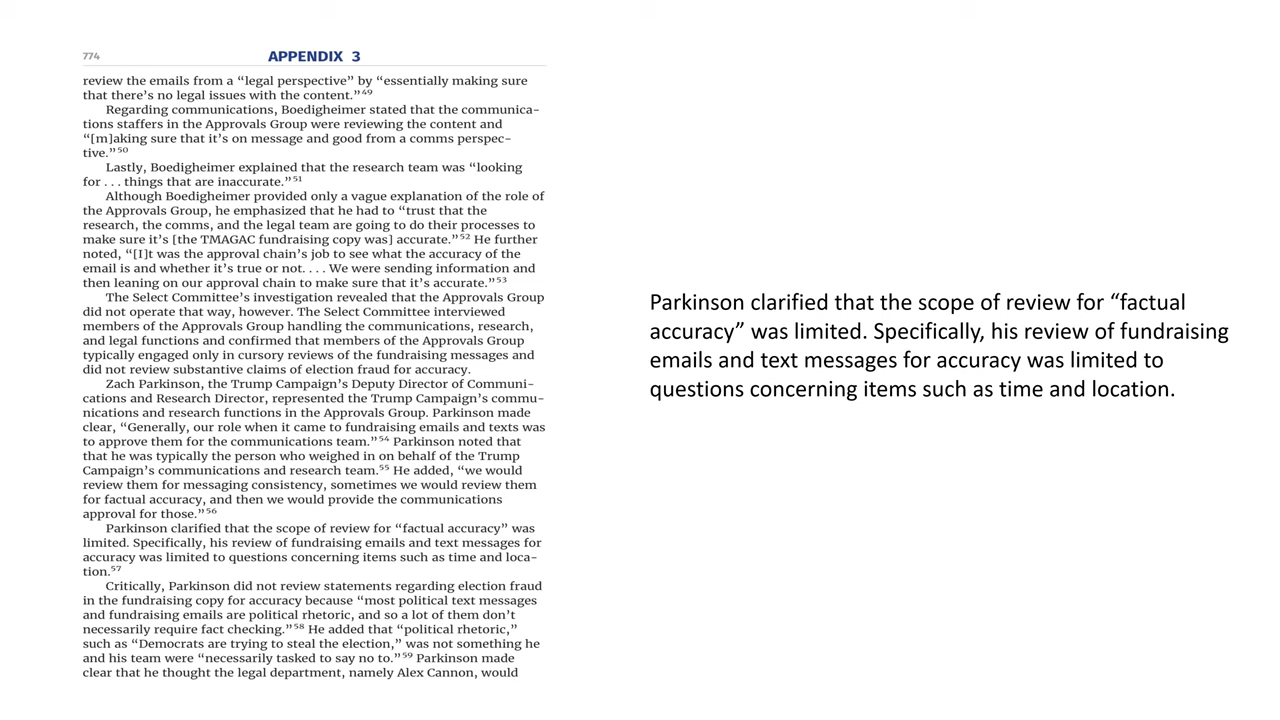 774
APPENDIX 3
review the emails from a “legal perspective” by “essentially making sure
that there’s no legal issues with the content.”49
Regarding communications, Boedigheimer stated that the communica-
tions staffers in the Approvals Group were reviewing the content and
“[m]aking sure that it’s on message and good from a comms perspec-
tive.”50
Lastly, Boedigheimer explained that the research team was “looking
for . . . things that are inaccurate.”51
Although Boedigheimer provided only a vague explanation of the role of
the Approvals Group, he emphasized that he had to “trust that the
research, the comms, and the legal team are going to do their processes to
make sure it’s [the TMAGAC fundraising copy was] accurate.”52 He further
noted, “[I]t was the approval chain’s job to see what the accuracy of the
email is and whether it’s true or not. . . . We were sending information and
then leaning on our approval chain to make sure that it’s accurate.”53
The Select Committee’s investigation revealed that the Approvals Group
did not operate that way, however. The Select Committee interviewed
members of the Approvals Group handling the communications, research,
and legal functions and confirmed that members of the Approvals Group
typically engaged only in cursory reviews of the fundraising messages and
did not review substantive claims of election fraud for accuracy.
Zach Parkinson, the Trump Campaign’s Deputy Director of Communi-
cations and Research Director, represented the Trump Campaign’s commu-
nications and research functions in the Approvals Group. Parkinson made
clear, “Generally, our role when it came to fundraising emails and texts was
to approve them for the communications team.”54 Parkinson noted that
that he was typically the person who weighed in on behalf of the Trump
Campaign’s communications and research team.55 He added, “we would
review them for messaging consistency, sometimes we would review them
for factual accuracy, and then we would provide the communications
approval for those.”56
Parkinson clarified that the scope of review for “factual accuracy” was
limited. Specifically, his review of fundraising emails and text messages for
accuracy was limited to questions concerning items such as time and loca-
tion.57
Critically, Parkinson did not review statements regarding election fraud
in the fundraising copy for accuracy because “most political text messages
and fundraising emails are political rhetoric, and so a lot of them don’t
necessarily require fact checking.”58 He added that “political rhetoric,”
such as “Democrats are trying to steal the election,” was not something he
and his team were “necessarily tasked to say no to.”59 Parkinson made
clear that he thought the legal department, namely Alex Cannon, would
Parkinson clarified that the scope of review for “factual
accuracy” was limited. Specifically, his review of fundraising
emails and text messages for accuracy was limited to
questions concerning items such as time and location.